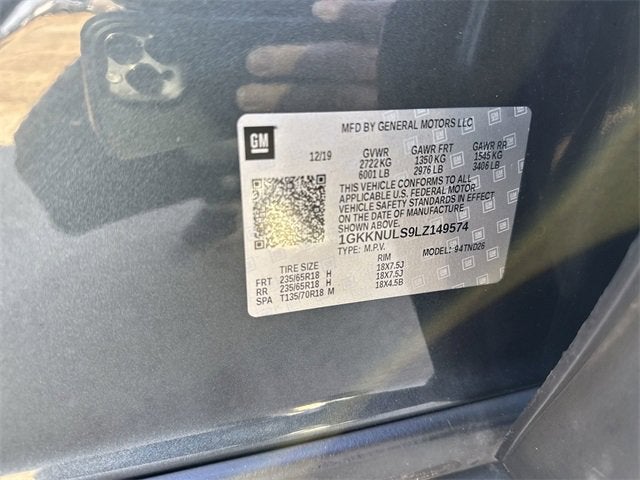 GM
MFD BY GENERAL MOTORS LLC
12/19 GVWR GAWR FRT GAWR RR
2722 KG 1350 KG 1545 KG
6001 LB 2976 LB 3406 LB
THIS VEHICLE CONFORMS TO ALL
APPLICABLE U.S. FEDERAL MOTOR
VEHICLE SAFETY STANDARDS IN EFFECT
ON THE DATE OF MANUFACTURE
SHOWN ABOVE.
1GKKNULS9LZ149574
TYPE: M.P.V. MODEL: 94TND26
TIRE SIZE RIM
FRT 235/65R18 H 18X7.5J
RR 235/65R18 H 18X7.5J
SPA T135/70R18 M 18X4.5B